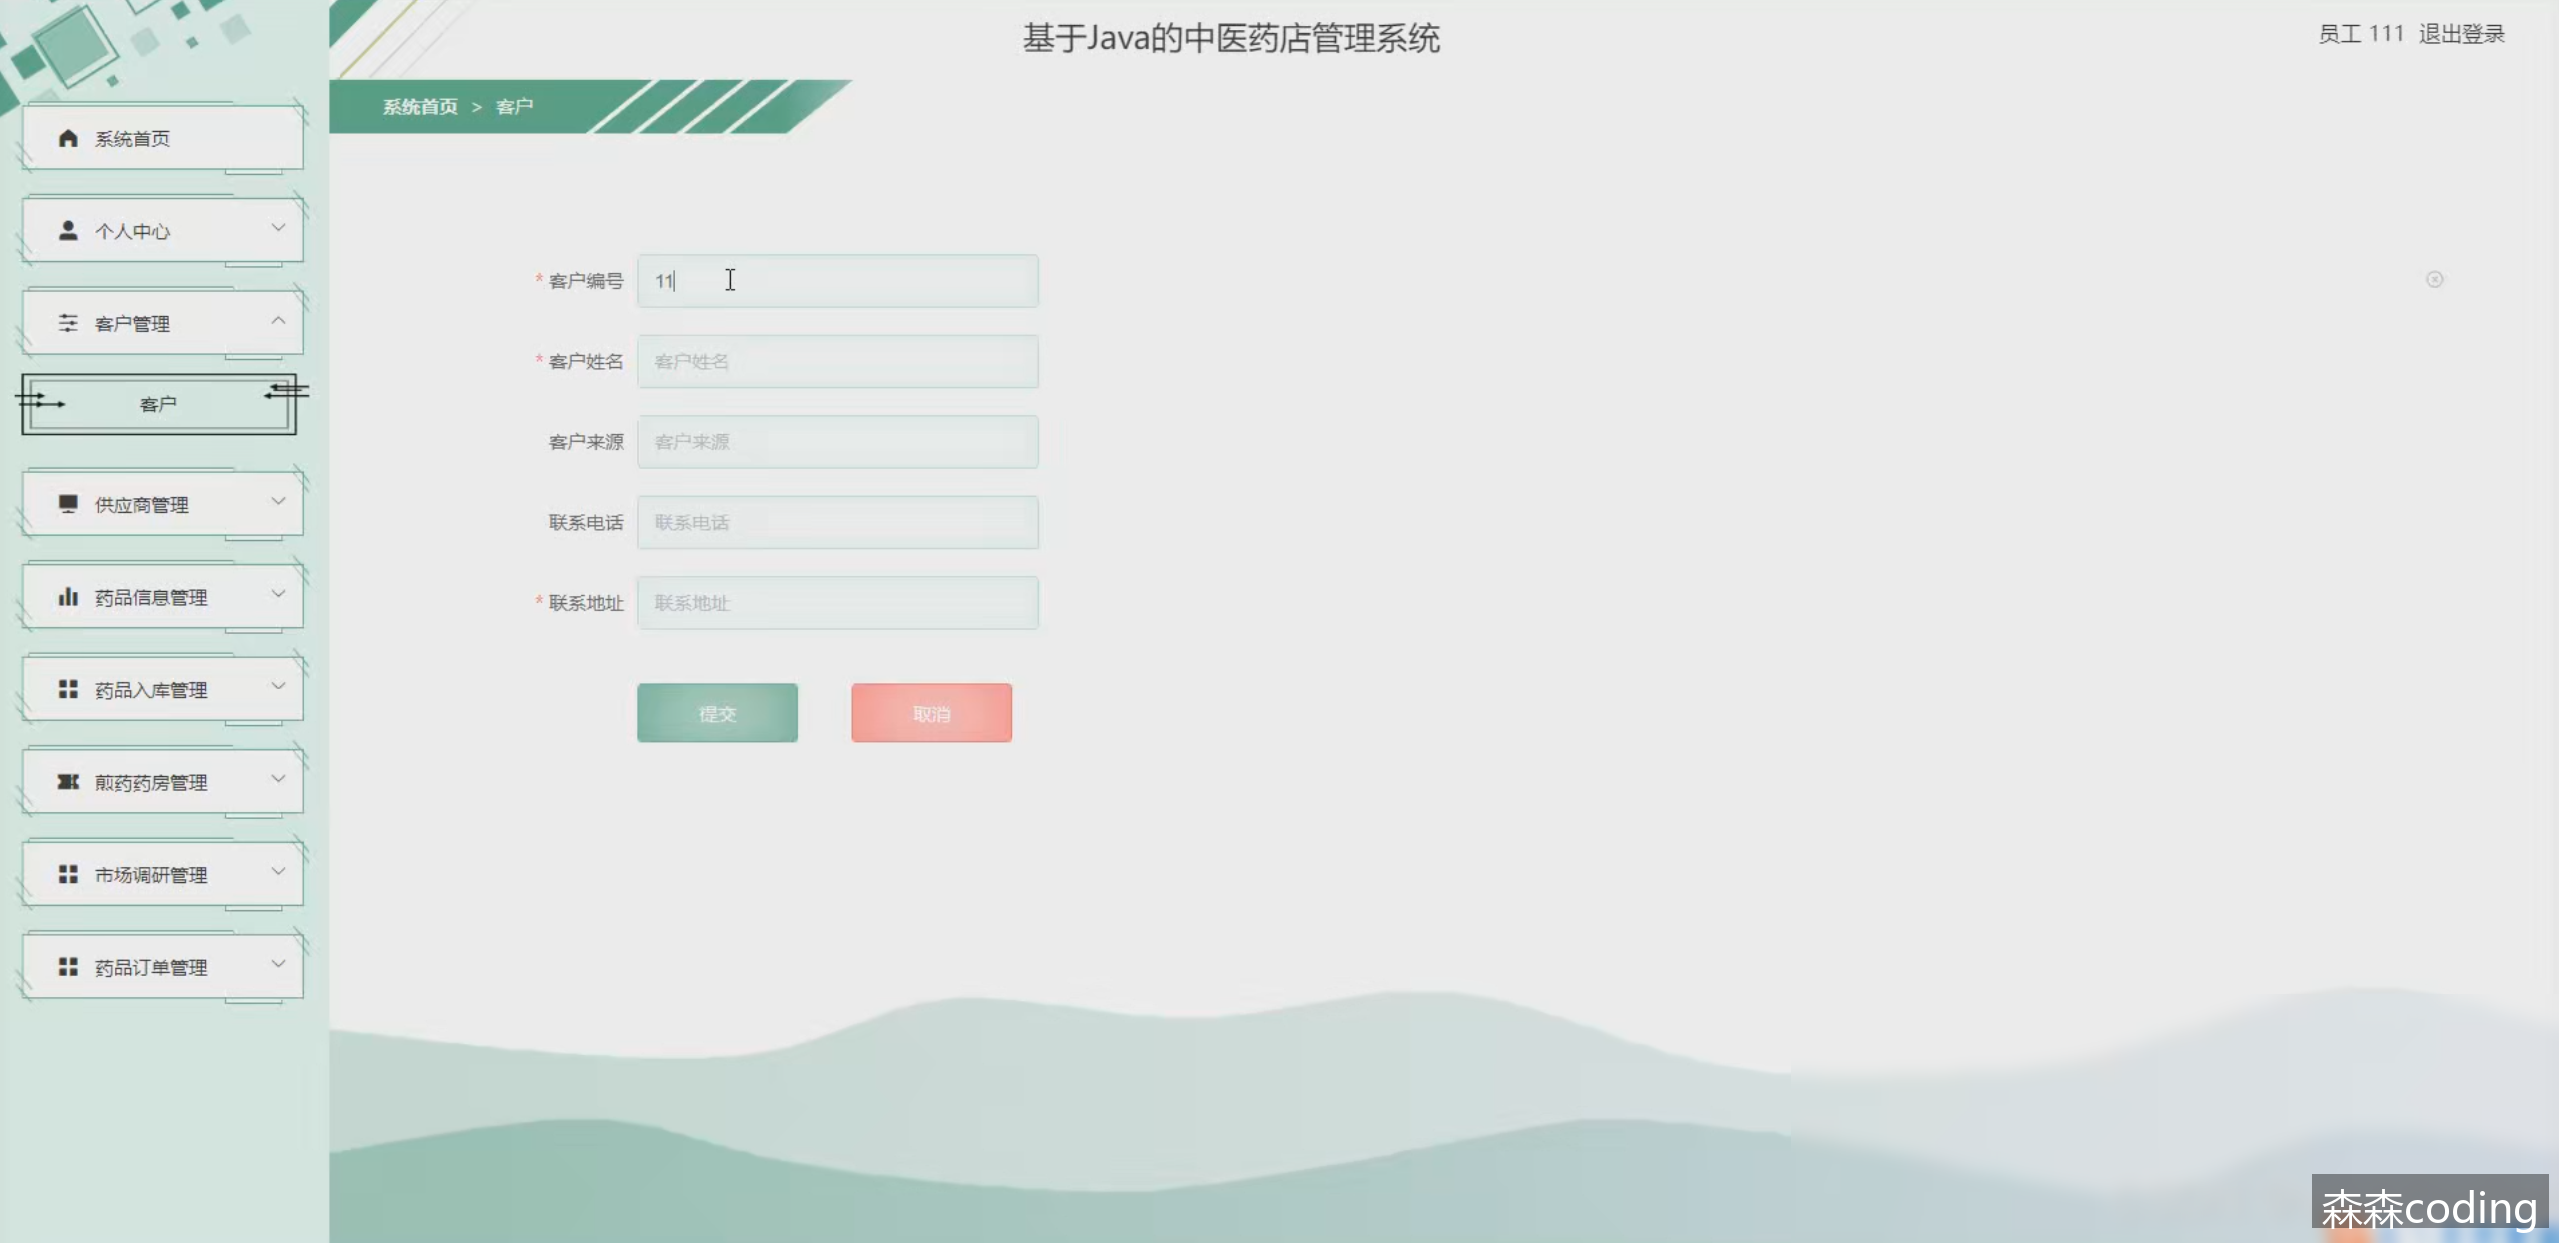 基于Java的中医药店管理系统
员工 111 退出登录
系统首页 > 客户
系统首页
个人中心
客户管理
客户
供应商管理
药品信息管理
药品入库管理
煎药药房管理
市场调研管理
药品订单管理
* 客户编号 11
* 客户姓名 客户姓名
客户来源 客户来源
联系电话 联系电话
* 联系地址 联系地址
提交 取消
森森coding